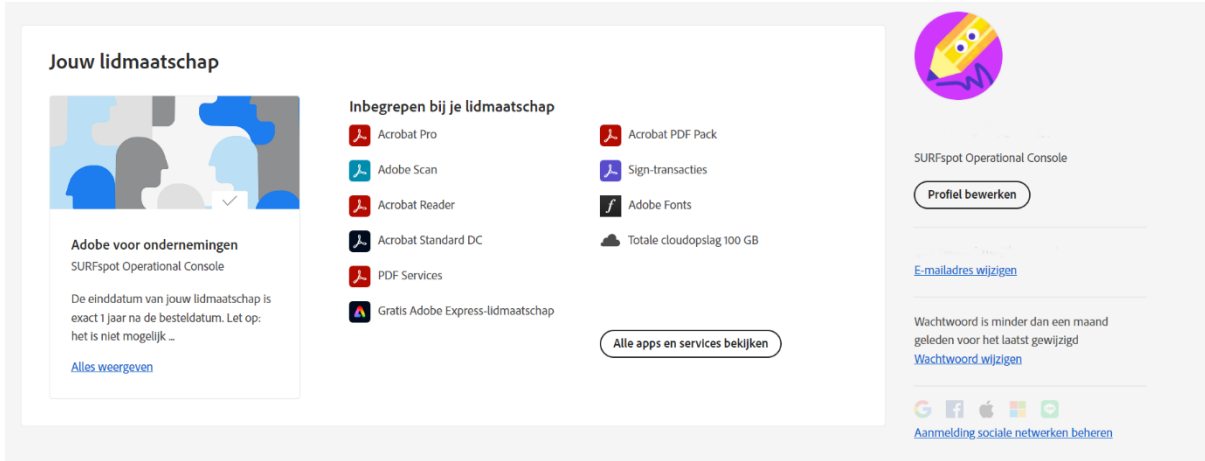 Jouw lidmaatschap
Adobe voor ondernemingen
SURFspot Operational Console
De einddatum van jouw lidmaatschap is
exact 1 jaar na de besteldatum. Let op:
het is niet mogelijk ...
Alles weergeven
Inbegrepen bij je lidmaatschap
Acrobat Pro
Adobe Scan
Acrobat Reader
Acrobat Standard DC
PDF Services
Gratis Adobe Express-lidmaatschap
Acrobat PDF Pack
Sign-transacties
Adobe Fonts
Totale cloudopslag 100 GB
Alle apps en services bekijken
SURFspot Operational Console
Profiel bewerken
E-mailadres wijzigen
Wachtwoord is minder dan een maand
geleden voor het laatst gewijzigd
Wachtwoord wijzigen
Aanmelding sociale netwerken beheren